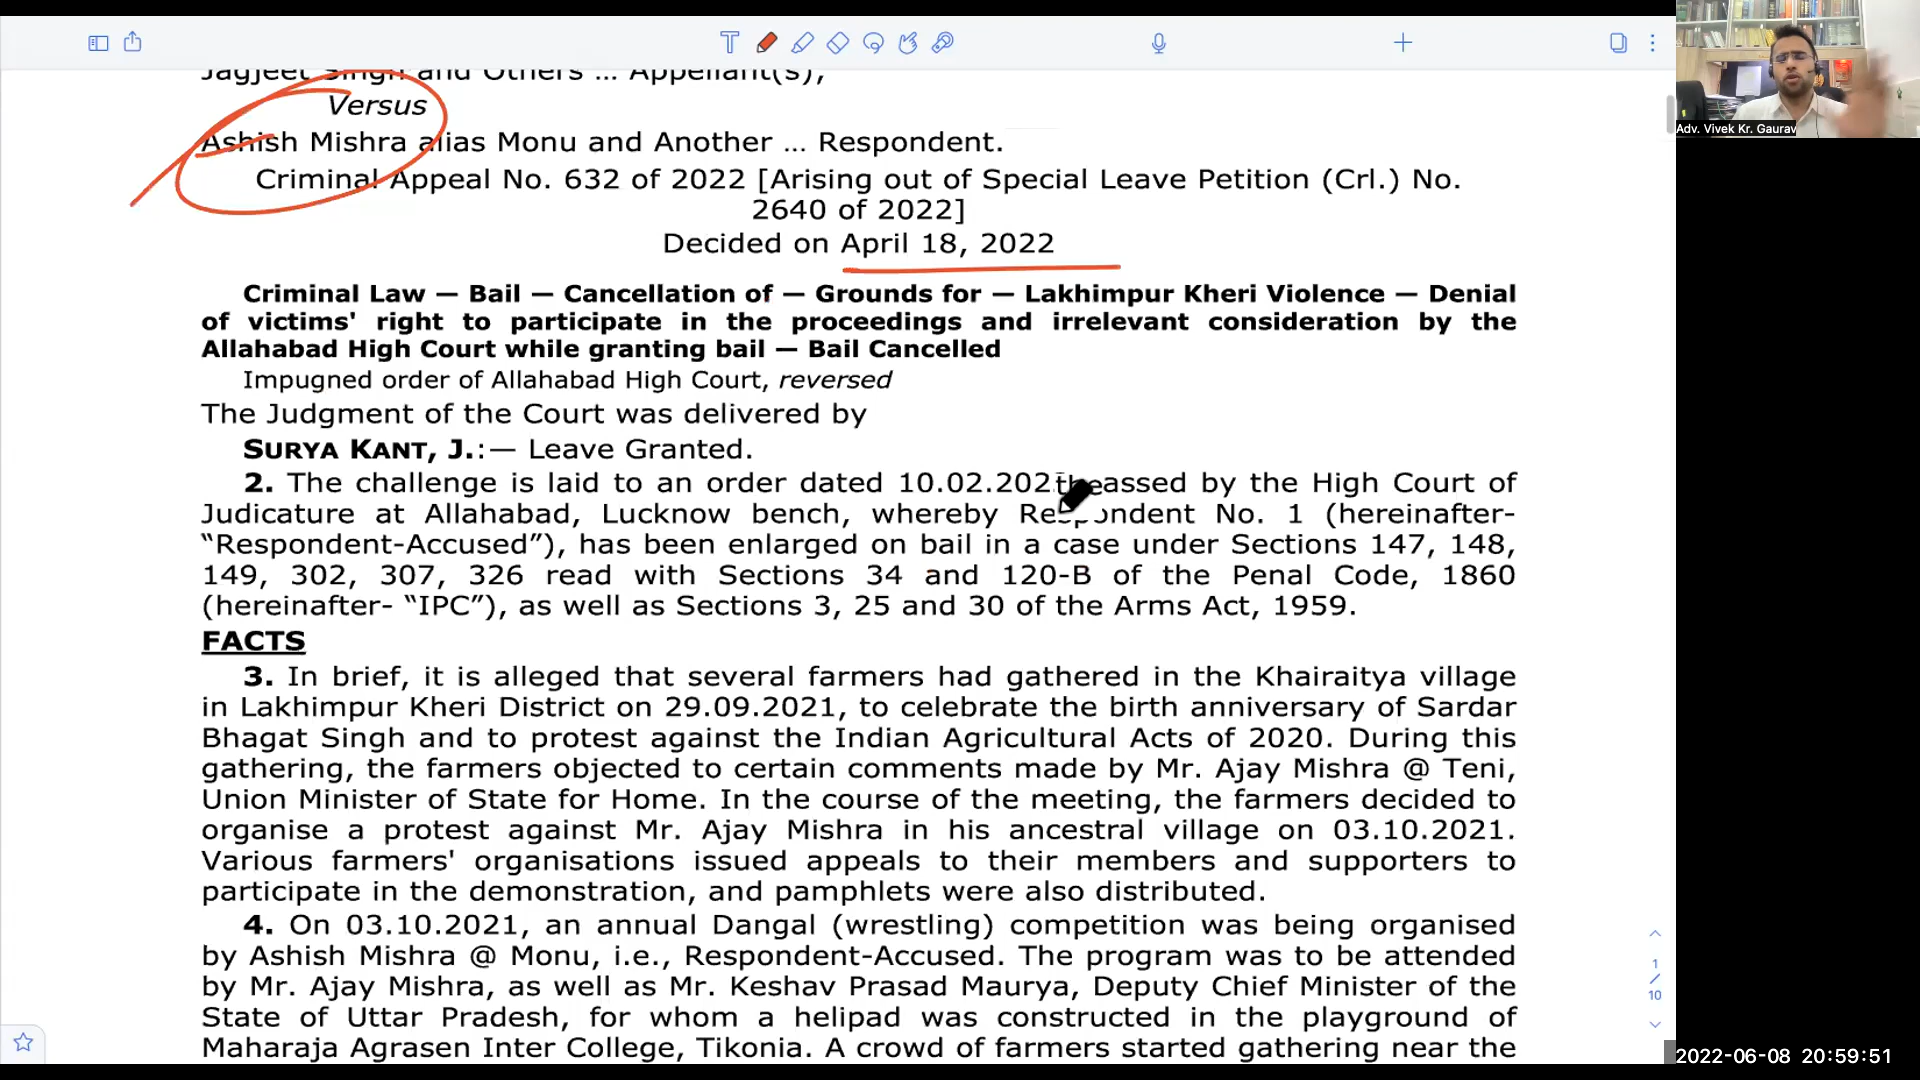 Jagjeet Singh and Others ... Appellant(s);
Versus
Ashish Mishra alias Monu and Another ... Respondent.
Criminal Appeal No. 632 of 2022 [Arising out of Special Leave Petition (Crl.) No.
2640 of 2022]
Decided on April 18, 2022
Criminal Law — Bail — Cancellation of — Grounds for — Lakhimpur Kheri Violence — Denial
of victims' right to participate in the proceedings and irrelevant consideration by the
Allahabad High Court while granting bail — Bail Cancelled
Impugned order of Allahabad High Court, reversed
The Judgment of the Court was delivered by
SURYA KANT, J.:— Leave Granted.
2. The challenge is laid to an order dated by the High Court of
Judicature at Allahabad, Lucknow bench, whereby No. 1 (hereinafter-
“Respondent-Accused”), has been enlarged on bail in a case under Sections 147, 148,
149, 302, 307, 326 read with Sections 34 and 120-B of the Penal Code, 1860
(hereinafter- “IPC”), as well as Sections 3, 25 and 30 of the Arms Act, 1959.
FACTS
3. In brief, it is alleged that several farmers had gathered in the Khairaitya village
in Lakhimpur Kheri District on 29.09.2021, to celebrate the birth anniversary of Sardar
Bhagat Singh and to protest against the Indian Agricultural Acts of 2020. During this
gathering, the farmers objected to certain comments made by Mr. Ajay Mishra @ Teni,
Union Minister of State for Home. In the course of the meeting, the farmers decided to
organise a protest against Mr. Ajay Mishra in his ancestral village on 03.10.2021.
Various farmers' organisations issued appeals to their members and supporters to
participate in the demonstration, and pamphlets were also distributed.
4. On 03.10.2021, an annual Dangal (wrestling) competition was being organised
by Ashish Mishra @ Monu, i.e., Respondent-Accused. The program was to be attended
by Mr. Ajay Mishra, as well as Mr. Keshav Prasad Maurya, Deputy Chief Minister of the
State of Uttar Pradesh, for whom a helipad was constructed in the playground of
Maharaja Agrasen Inter College, Tikonia. A crowd of farmers started gathering near the
1
/
10
Adv. Vivek Kr. Gaurav
2022-06-08 20:59:51